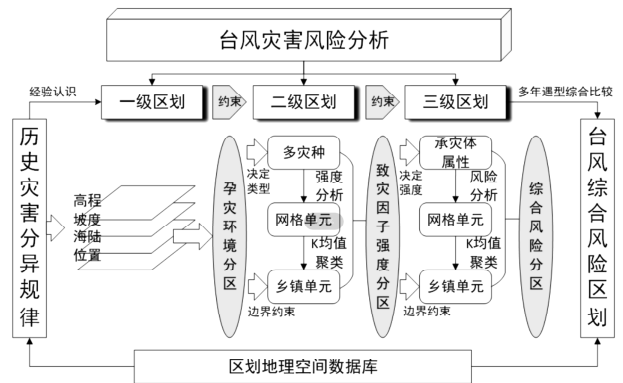 台风灾害风险分析
经验认识
一级区划
约束
二级区划
约束
三级区划
多年遇型综合比较
历史灾害分异规律
高程
坡度
海陆
位置
孕灾环境分区
决定
类型
多灾种
强度
分析
网格单元
K均值
聚类
乡镇单元
边界约束
致灾因子强度分区
决定
强度
承灾体
属性
风险
分析
网格单元
K均值
聚类
乡镇单元
边界约束
综合风险分区
台风综合风险区划
区划地理空间数据库